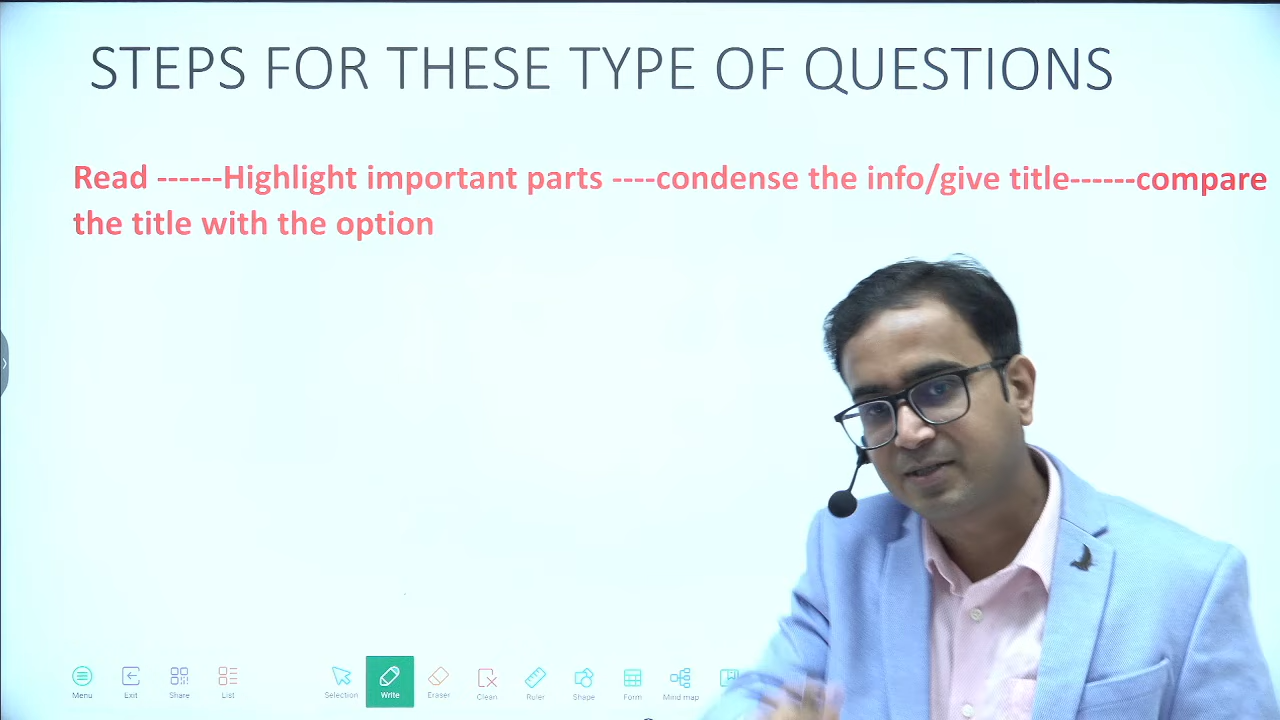 STEPS FOR THESE TYPE OF QUESTIONS
Read ------Highlight important parts ----condense the info/give title------compare
the title with the option
Menu
Exit
Share
List
Selection
Write
Eraser
Clean
Ruler
Shape
Form
Mind map